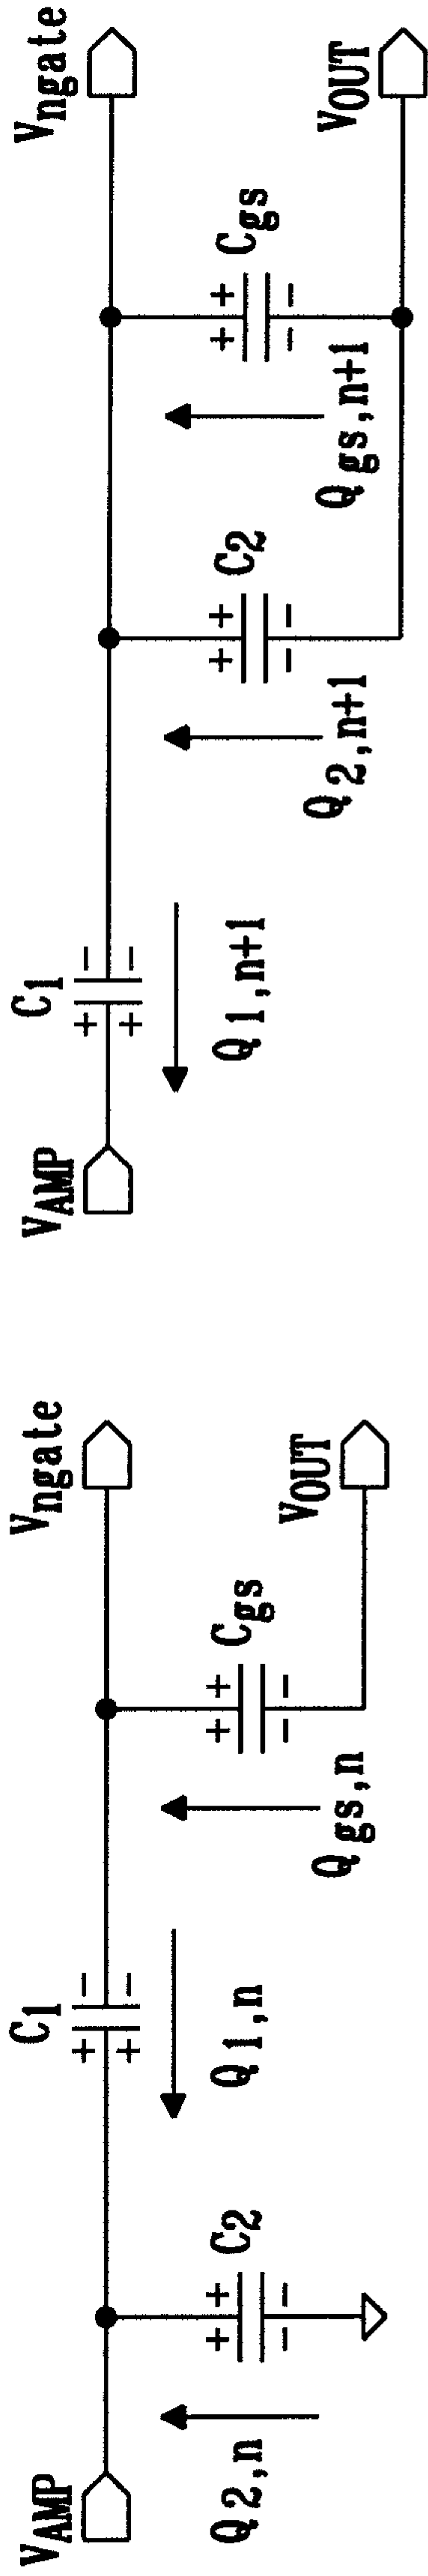 VAMP
C1
Vngate
+ + - -
Q1,n
C2
+ +
- -
Q2,n
Cgs
+ +
- -
Qgs,n
VOUT
VAMP
C1
Vngate
+ + - -
Q1,n+1
C2
+ +
- -
Q2,n+1
Cgs
+ +
- -
Qgs,n+1
VOUT